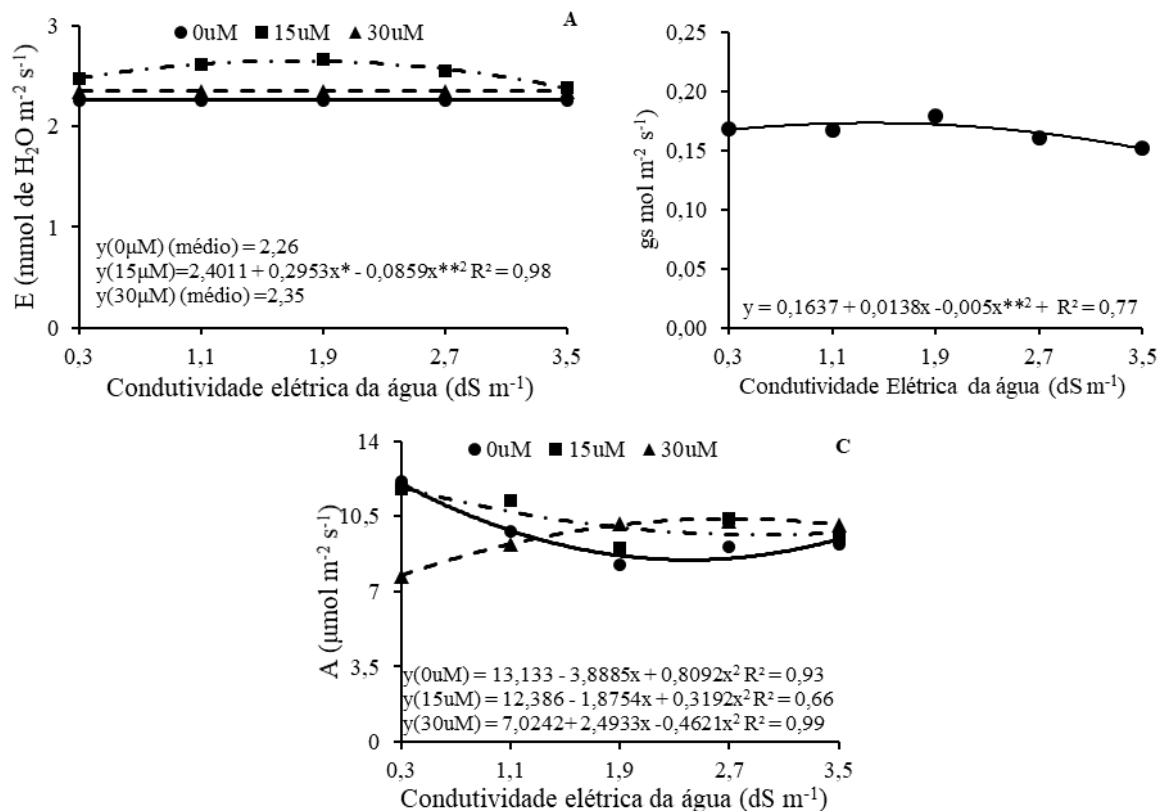 A
0uM 15uM 30uM
E (mmol de H₂O m⁻² s⁻¹)
3
2
1
0
y(0µM) (médio) = 2,26
y(15µM)=2,4011 + 0,2953x* - 0,0859x**² R² = 0,98
y(30µM) (médio) =2,35
0,3 1,1 1,9 2,7 3,5
Condutividade elétrica da água (dS m⁻¹)
gs mol m⁻² s⁻¹)
0,25
0,20
0,15
0,10
0,05
0,00
y = 0,1637 + 0,0138x -0,005x**² + R² = 0,77
0,3 1,1 1,9 2,7 3,5
Condutividade Elétrica da água (dS m⁻¹)
C
0uM 15uM 30uM
A (µmol m⁻² s⁻¹)
14
10,5
7
3,5
0
y(0uM) = 13,133 - 3,8885x + 0,8092x² R² = 0,93
y(15uM) = 12,386 - 1,8754x + 0,3192x² R² = 0,66
y(30uM) = 7,0242+ 2,4933x -0,4621x² R² = 0,99
0,3 1,1 1,9 2,7 3,5
Condutividade elétrica da água (dS m⁻¹)